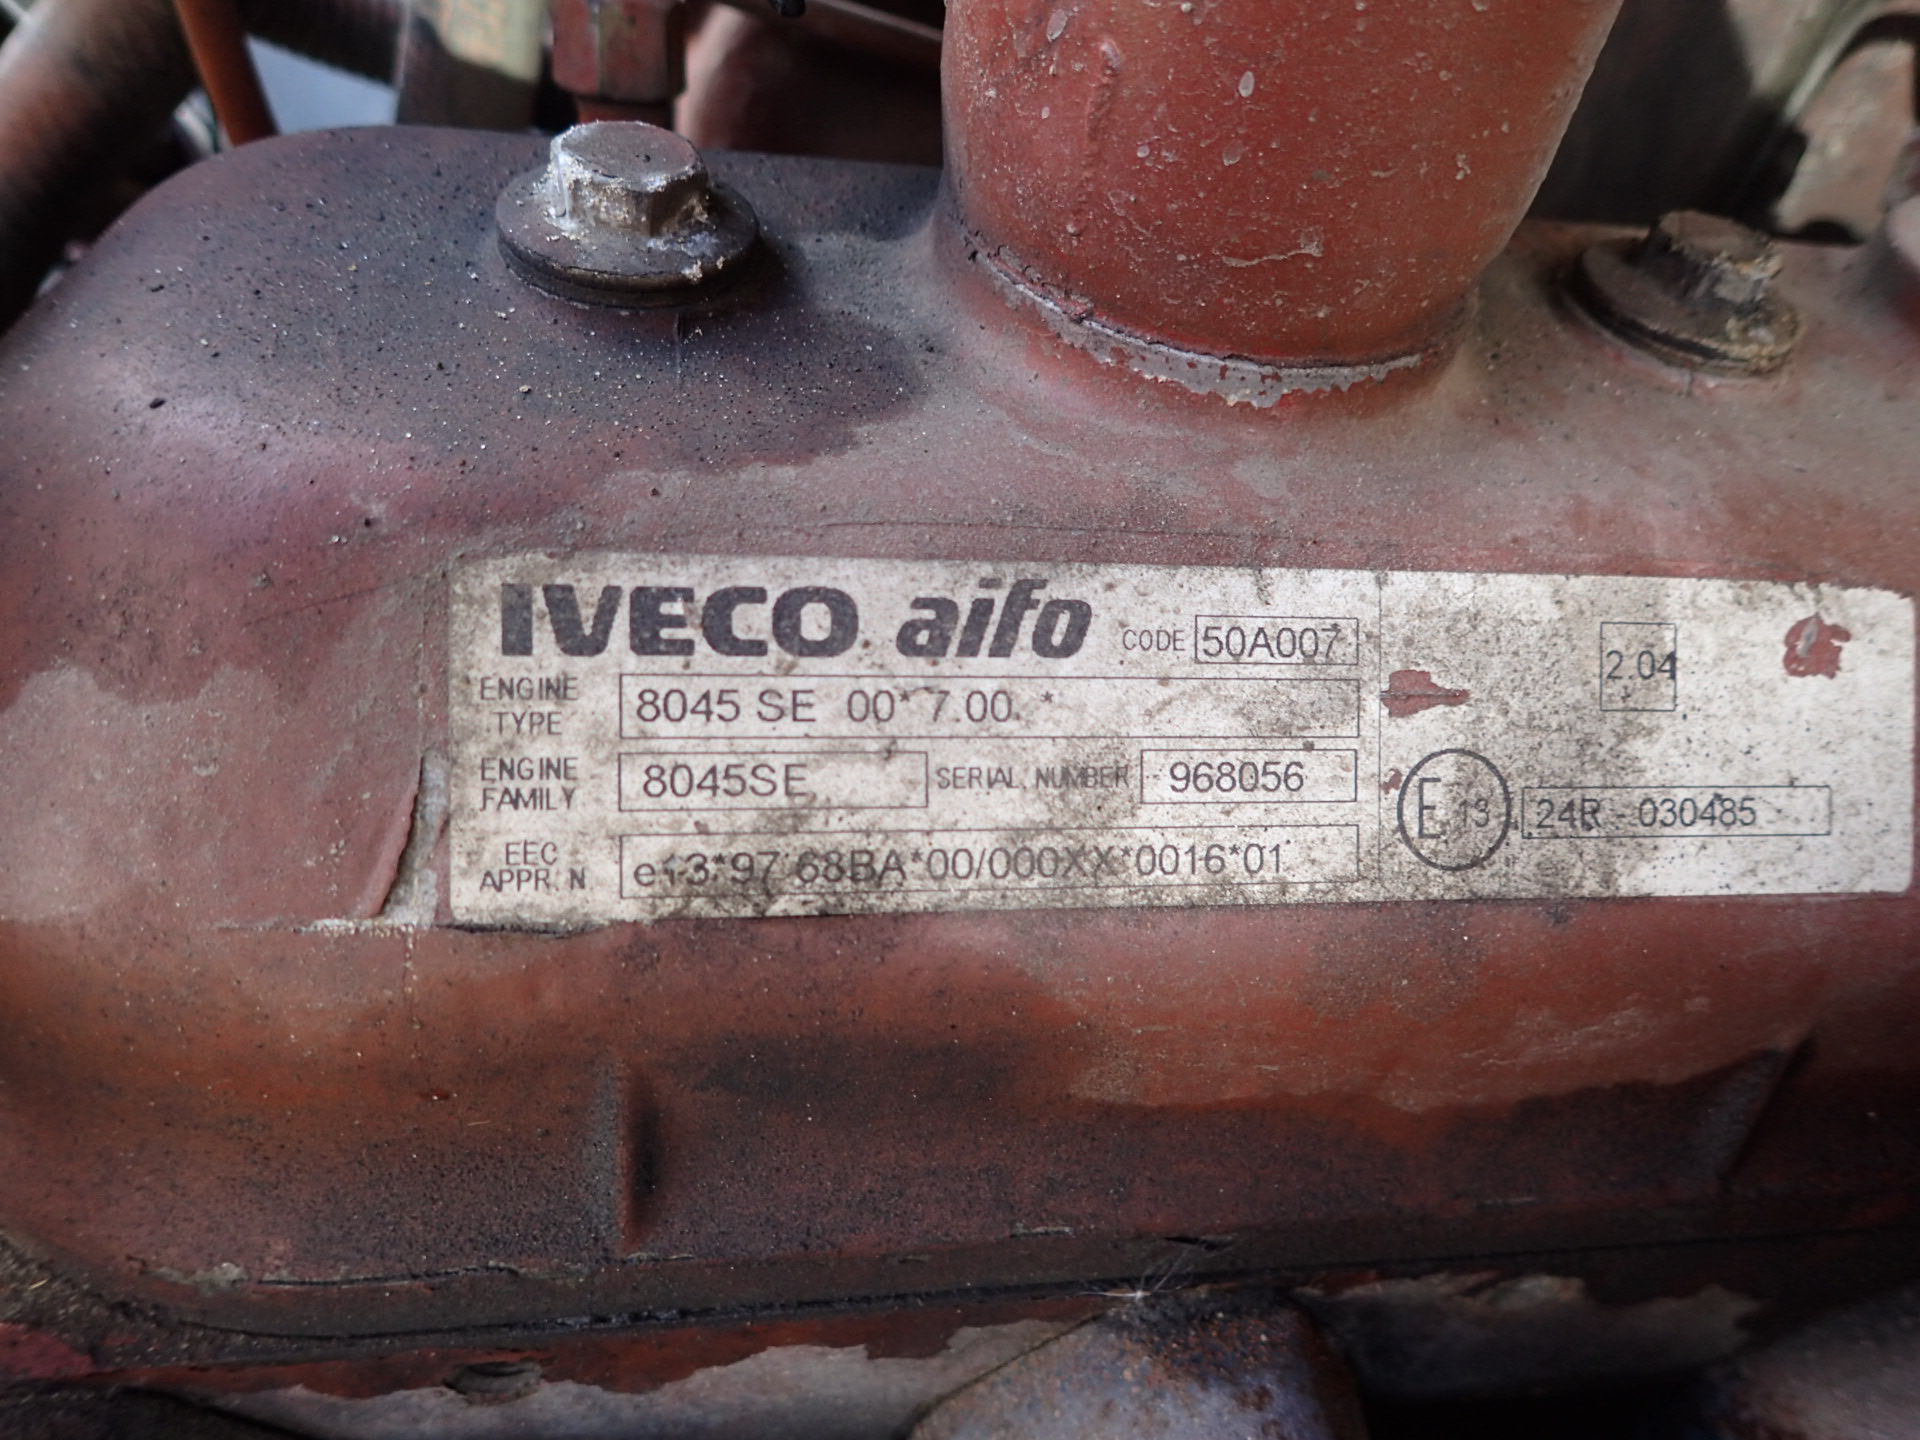 IVECO aifo CODE 50A007
2.04
ENGINE TYPE 8045 SE 00* 7.00. *
ENGINE FAMILY 8045SE SERIAL NUMBER 968056
E 13 24R - 030485
EEC APPR. N e13*97 68BA*00/000XX*0016*01